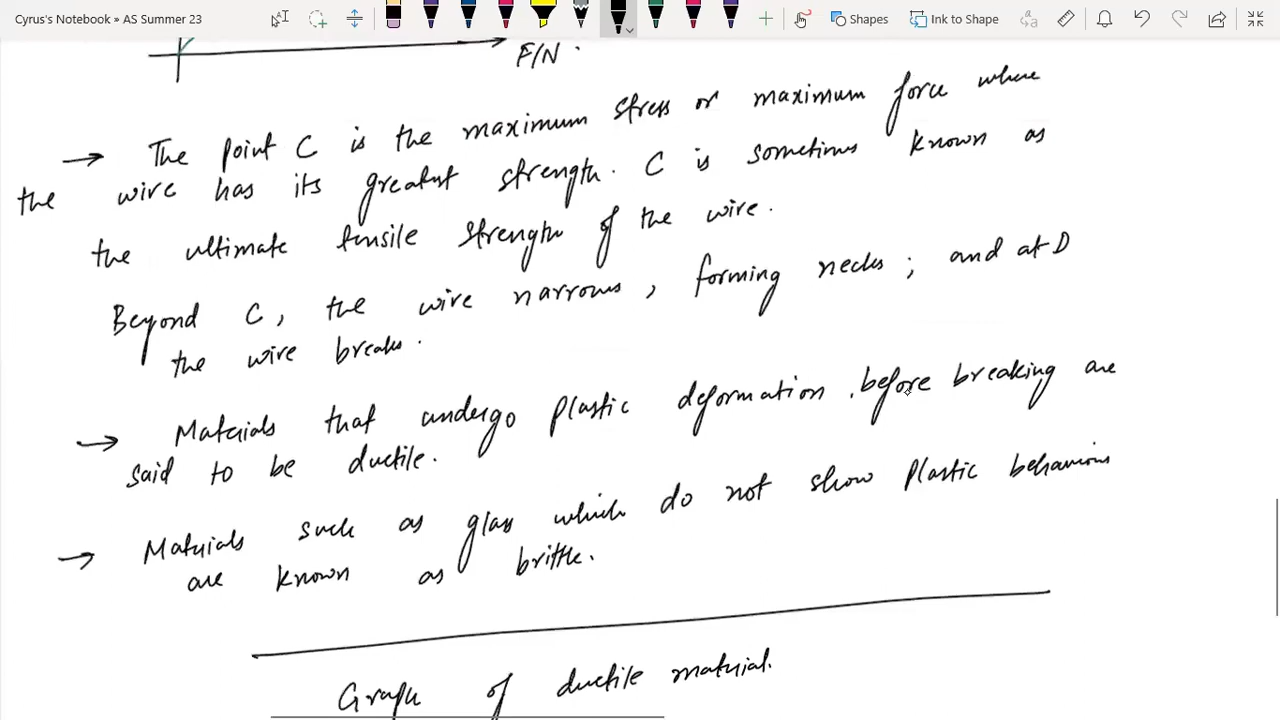 Cyrus's Notebook » AS Summer 23
Shapes
Ink to Shape
F/N.
→ The point C is the maximum stress or maximum force where
the wire has its greatest strength. C is sometimes known as
the ultimate tensile strength of the wire.
Beyond C, the wire narrows, forming necks; and at D
the wire breaks.
→ Materials that undergo plastic deformation, before breaking are
said to be ductile.
→ Materials such as glass which do not show plastic behaviour
are known as brittle.
Graph of ductile material.